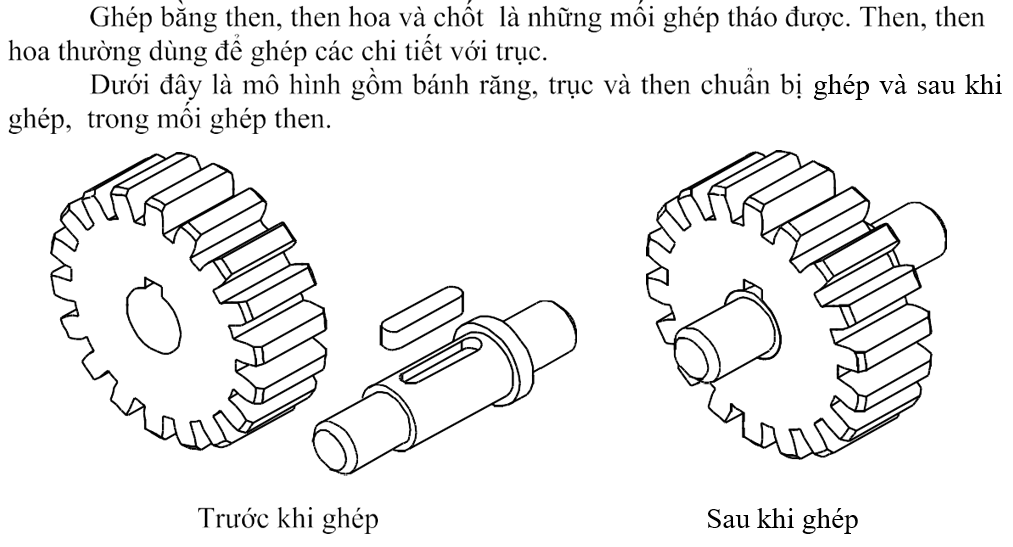 Ghép bằng then, then hoa và chốt là những mối ghép tháo được. Then, then
hoa thường dùng để ghép các chi tiết với trục.
Dưới đây là mô hình gồm bánh răng, trục và then chuẩn bị ghép và sau khi
ghép, trong mối ghép then.
Trước khi ghép
Sau khi ghép